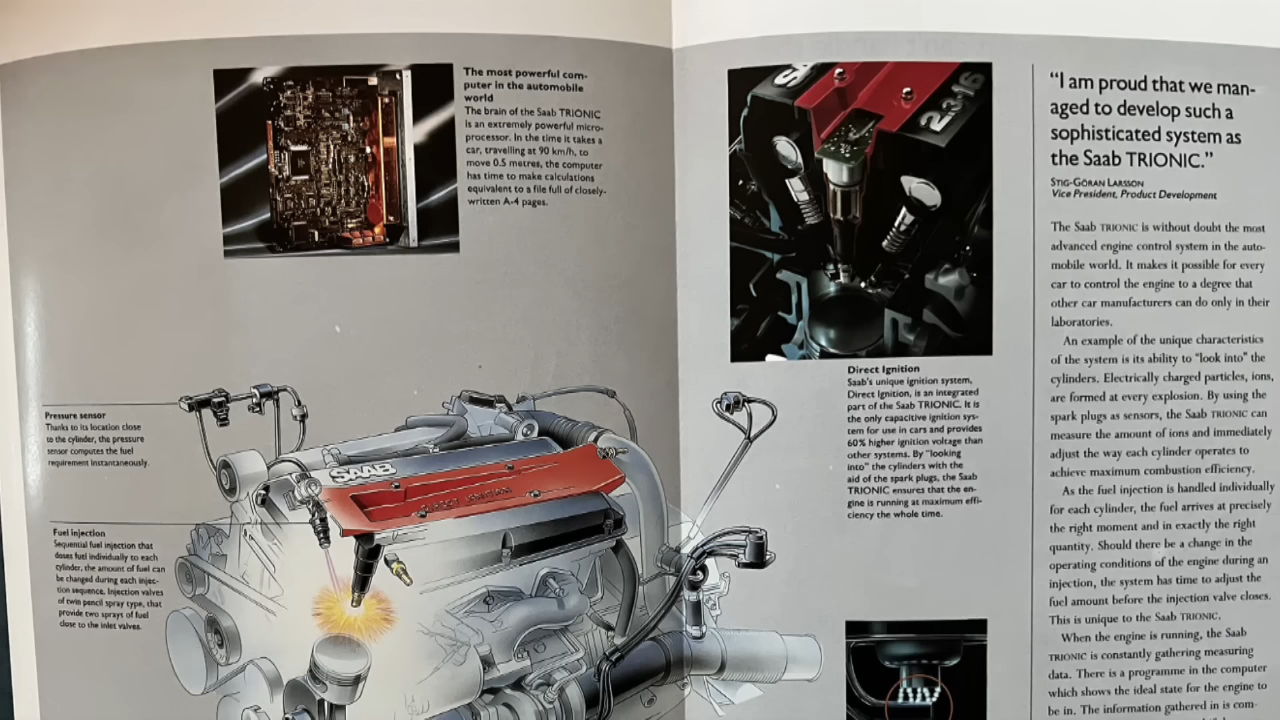 The most powerful com-
puter in the automobile
world
The brain of the Saab TRIONIC
is an extremely powerful micro-
processor. In the time it takes a
car, travelling at 90 km/h, to
move 0.5 metres, the computer
has time to make calculations
equivalent to a file full of closely-
written A-4 pages.
Pressure sensor
Thanks to its location close
to the cylinder, the pressure
sensor computes the fuel
requirement instantaneously.
Fuel injection
Sequential fuel injection that
doses fuel individually to each
cylinder, the amount of fuel can
be changed during each injec-
tion sequence. Injection valves
of twin pencil spray type, that
provide two sprays of fuel
close to the inlet valves.
SAAB
DIRECT IGNITION
SA
2.3-16
Direct Ignition
Saab's unique ignition system,
Direct Ignition, is an integrated
part of the Saab TRIONIC. It is
the only capacitive ignition sys-
tem for use in cars and provides
60% higher ignition voltage than
other systems. By "looking
into" the cylinders with the
aid of the spark plugs, the Saab
TRIONIC ensures that the en-
gine is running at maximum effi-
ciency the whole time.
"I am proud that we man-
aged to develop such a
sophisticated system as
the Saab TRIONIC."
STIG-GÖRAN LARSSON
Vice President, Product Development
The Saab TRIONIC is without doubt the most
advanced engine control system in the auto-
mobile world. It makes it possible for every
car to control the engine to a degree that
other car manufacturers can do only in their
laboratories.
An example of the unique characteristics
of the system is its ability to "look into" the
cylinders. Electrically charged particles, ions,
are formed at every explosion. By using the
spark plugs as sensors, the Saab TRIONIC can
measure the amount of ions and immediately
adjust the way each cylinder operates to
achieve maximum combustion efficiency.
As the fuel injection is handled individually
for each cylinder, the fuel arrives at precisely
the right moment and in exactly the right
quantity. Should there be a change in the
operating conditions of the engine during an
injection, the system has time to adjust the
fuel amount before the injection valve closes.
This is unique to the Saab TRIONIC.
When the engine is running, the Saab
TRIONIC is constantly gathering measuring
data. There is a programme in the computer
which shows the ideal state for the engine to
be in. The information gathered in is com-